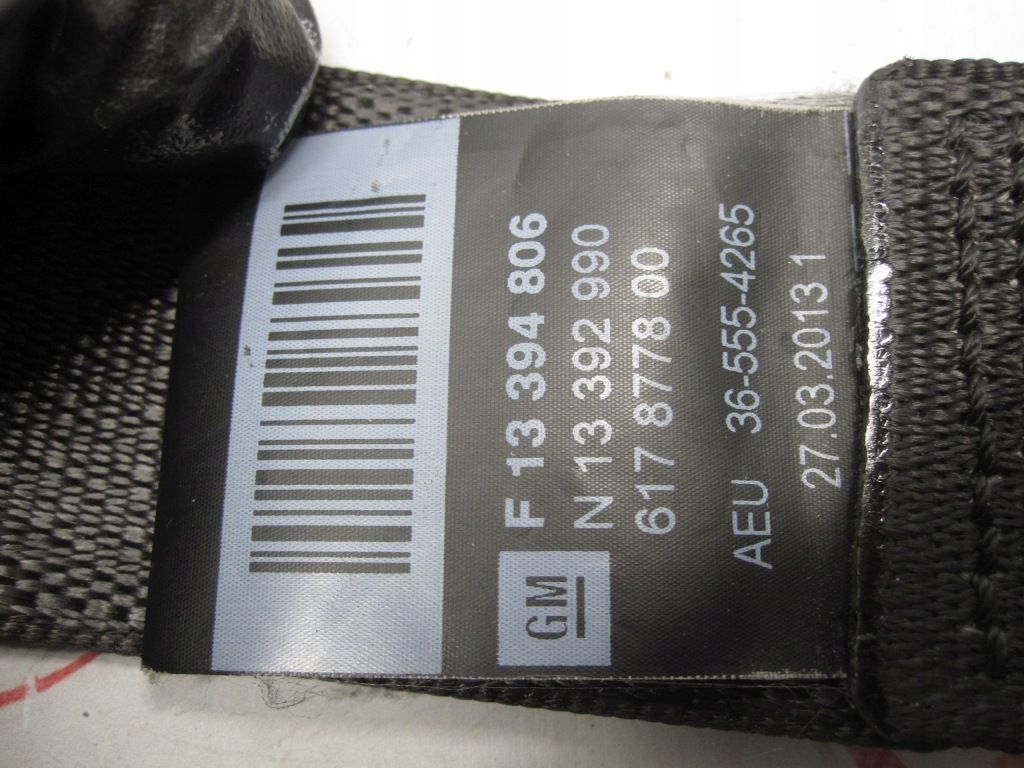 GM
F 13 394 806
N 13 392 990
617 8778 00
AEU 36-555-4265
27.03.2013 1